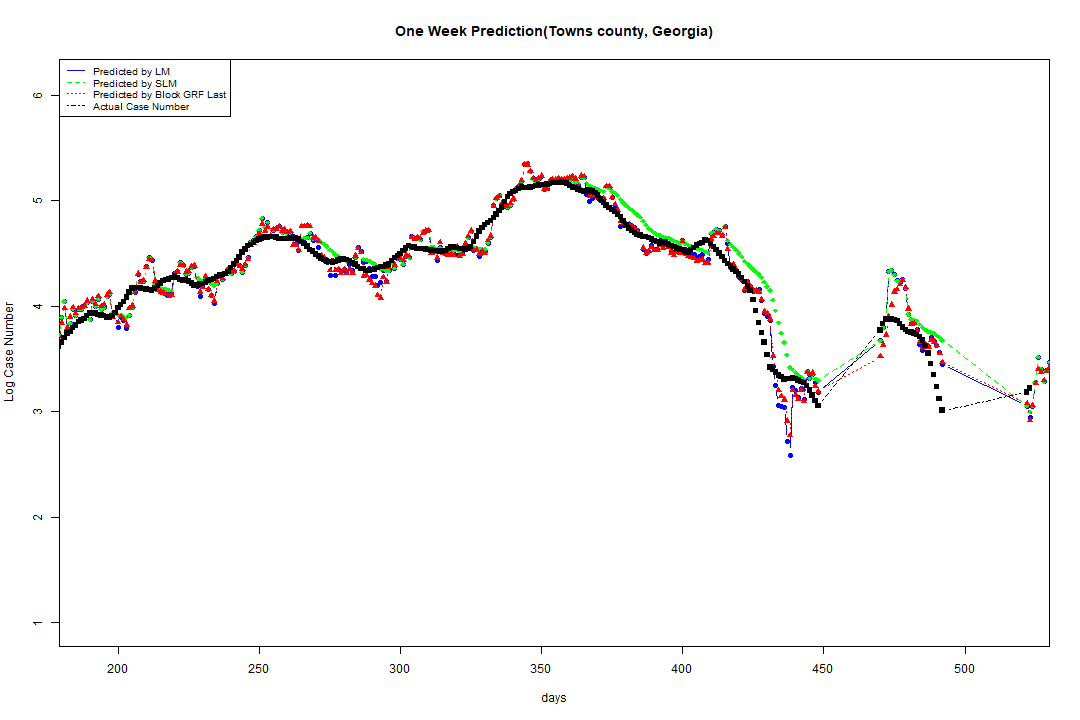 One Week Prediction(Towns county, Georgia)
Predicted by LM
Predicted by SLM
Predicted by Block GRF Last
Actual Case Number
Log Case Number
6
5
4
3
2
1
200 250 300 350 400 450 500
days